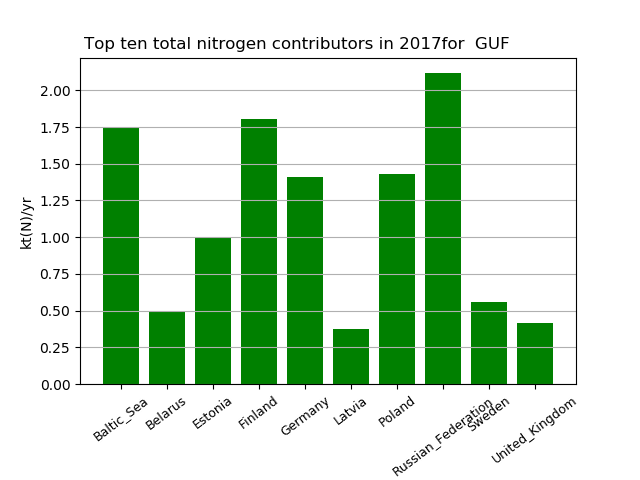 Top ten total nitrogen contributors in 2017for  GUF
kt(N)/yr
2.00
1.75
1.50
1.25
1.00
0.75
0.50
0.25
0.00
Baltic_Sea
Belarus
Estonia
Finland
Germany
Latvia
Poland
Russian_Federation
Sweden
United_Kingdom